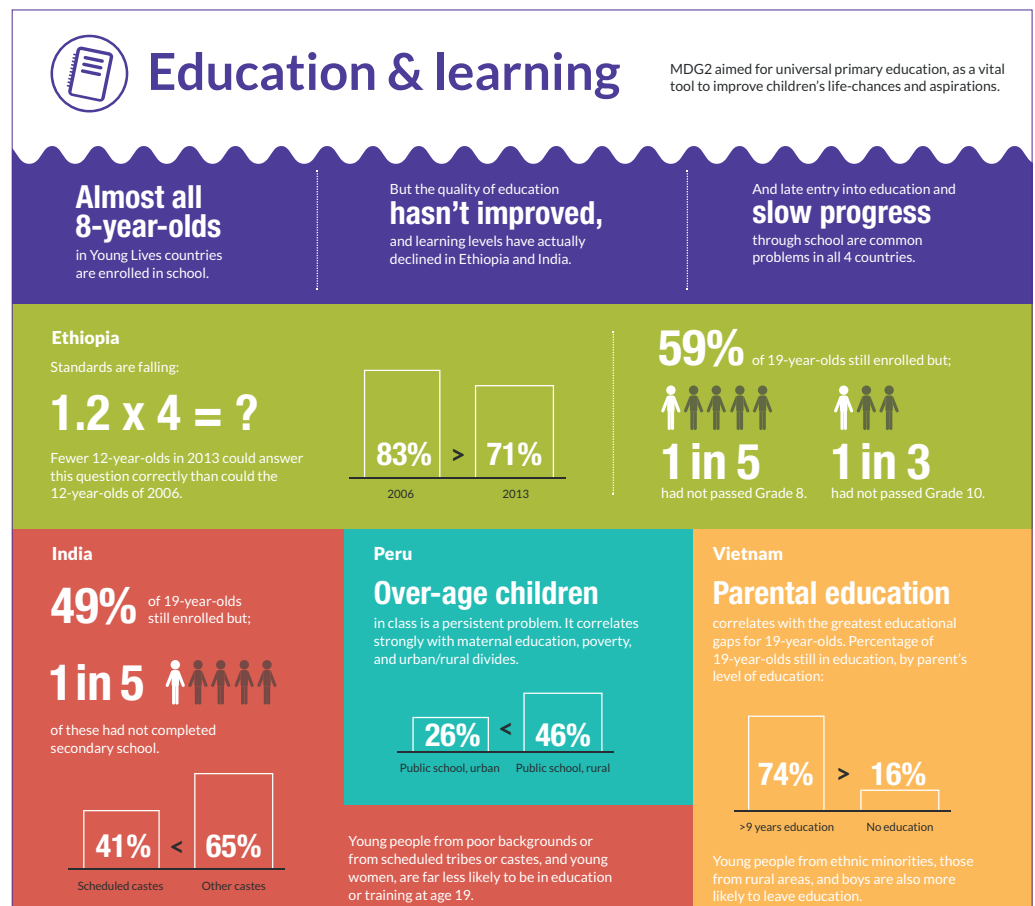 Education & learning
MDG2 aimed for universal primary education, as a vital
tool to improve children's life-chances and aspirations.
Almost all
8-year-olds
in Young Lives countries
are enrolled in school.
But the quality of education
hasn't improved,
and learning levels have actually
declined in Ethiopia and India.
And late entry into education and
slow progress
through school are common
problems in all 4 countries.
Ethiopia
Standards are falling:
1.2 x 4 = ?
Fewer 12-year-olds in 2013 could answer
this question correctly than could the
12-year-olds of 2006.
83% > 71%
2006 2013
59% of 19-year-olds still enrolled but;
1 in 5
had not passed Grade 8.
1 in 3
had not passed Grade 10.
India
49% of 19-year-olds
still enrolled but;
1 in 5
of these had not completed
secondary school.
41% < 65%
Scheduled castes Other castes
Young people from poor backgrounds or
from scheduled tribes or castes, and young
women, are far less likely to be in education
or training at age 19.
Peru
Over-age children
in class is a persistent problem. It correlates
strongly with maternal education, poverty,
and urban/rural divides.
26% < 46%
Public school, urban Public school, rural
Vietnam
Parental education
correlates with the greatest educational
gaps for 19-year-olds. Percentage of
19-year-olds still in education, by parent's
level of education:
74% > 16%
>9 years education No education
Young people from ethnic minorities, those
from rural areas, and boys are also more
likely to leave education.